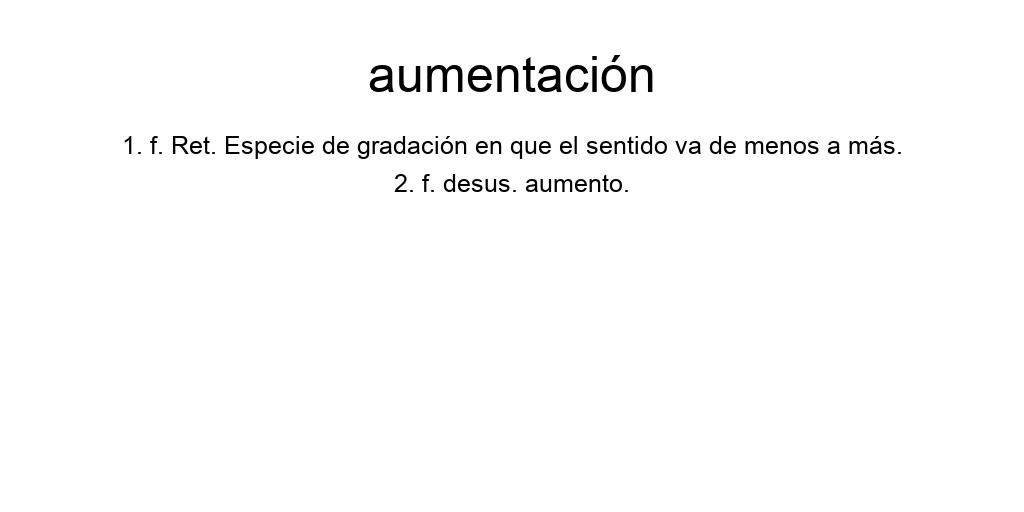 aumentación
1. f. Ret. Especie de gradación en que el sentido va de menos a más.
2. f. desus. aumento.